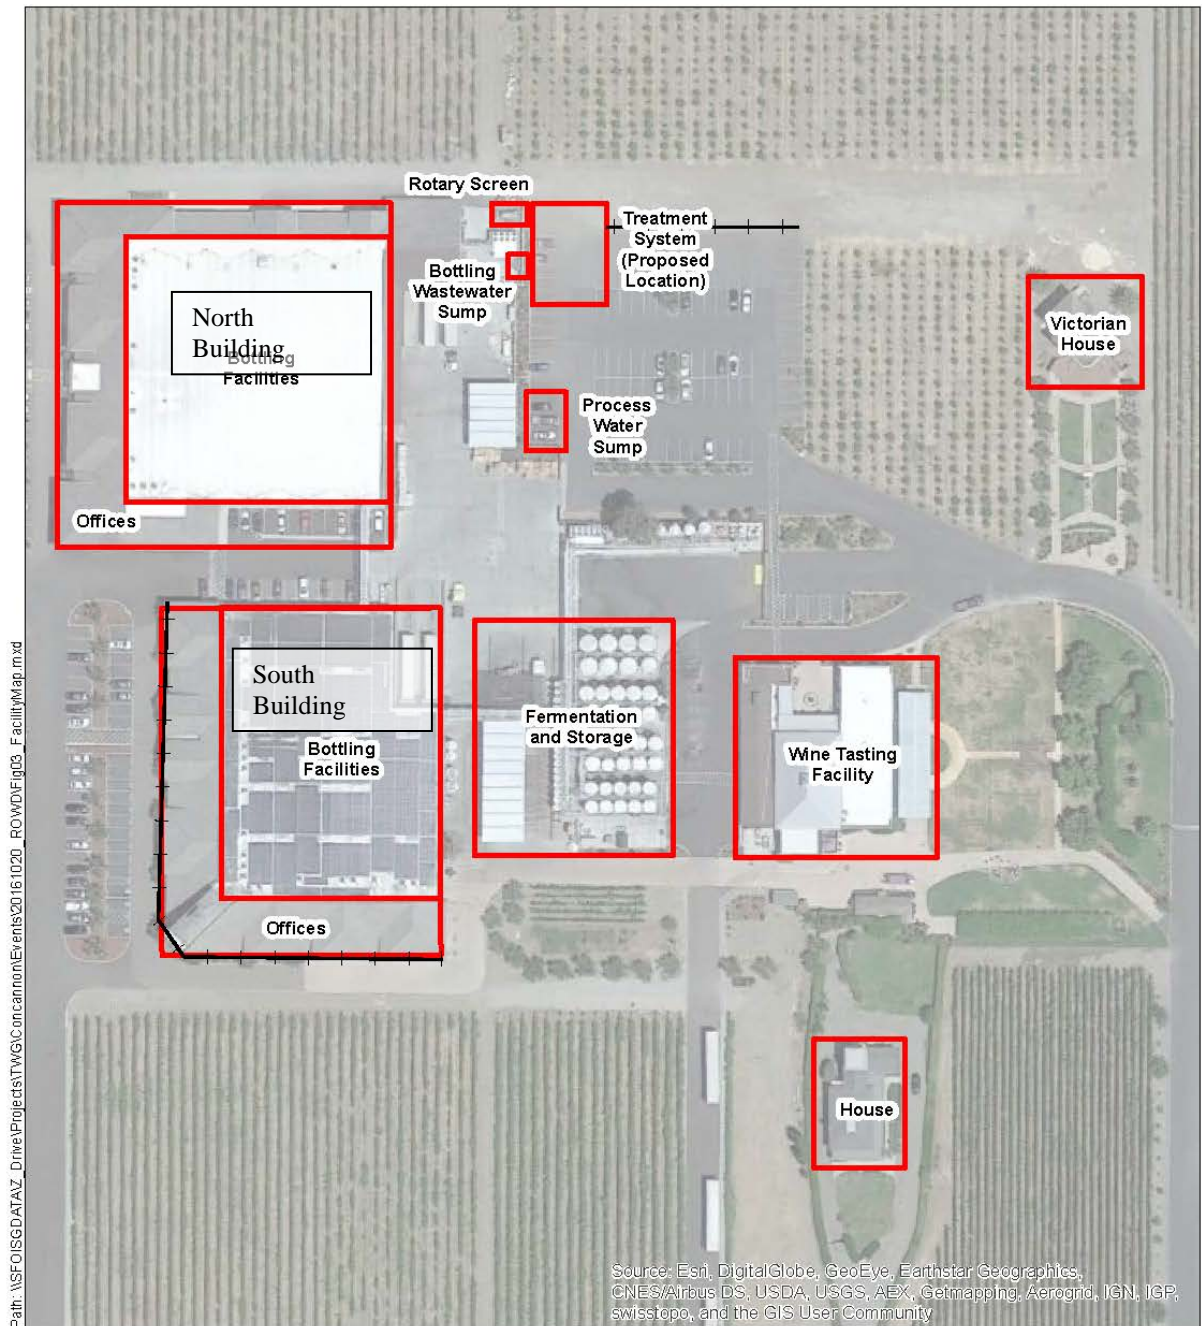 Rotary Screen
Treatment
System
(Proposed
Location)
Bottling
Wastewater
Sump
North
Building
Bottling
Facilities
Victorian
House
Process
Water
Sump
Offices
South
Building
Bottling
Facilities
Fermentation
and Storage
Wine Tasting
Facility
Offices
House
Source: Esri, DigitalGlobe, GeoEye, Earthstar Geographics,
CNES/Airbus DS, USDA, USGS, AEX, Getmapping, Aerogrid, IGN, IGP,
swisstopo, and the GIS User Community
Path: \\SFOISGDATA\Z_Drive\Projects\TWG\Concannon\Events\20161020_ROWD\Fig03_FacilityMap.mxd